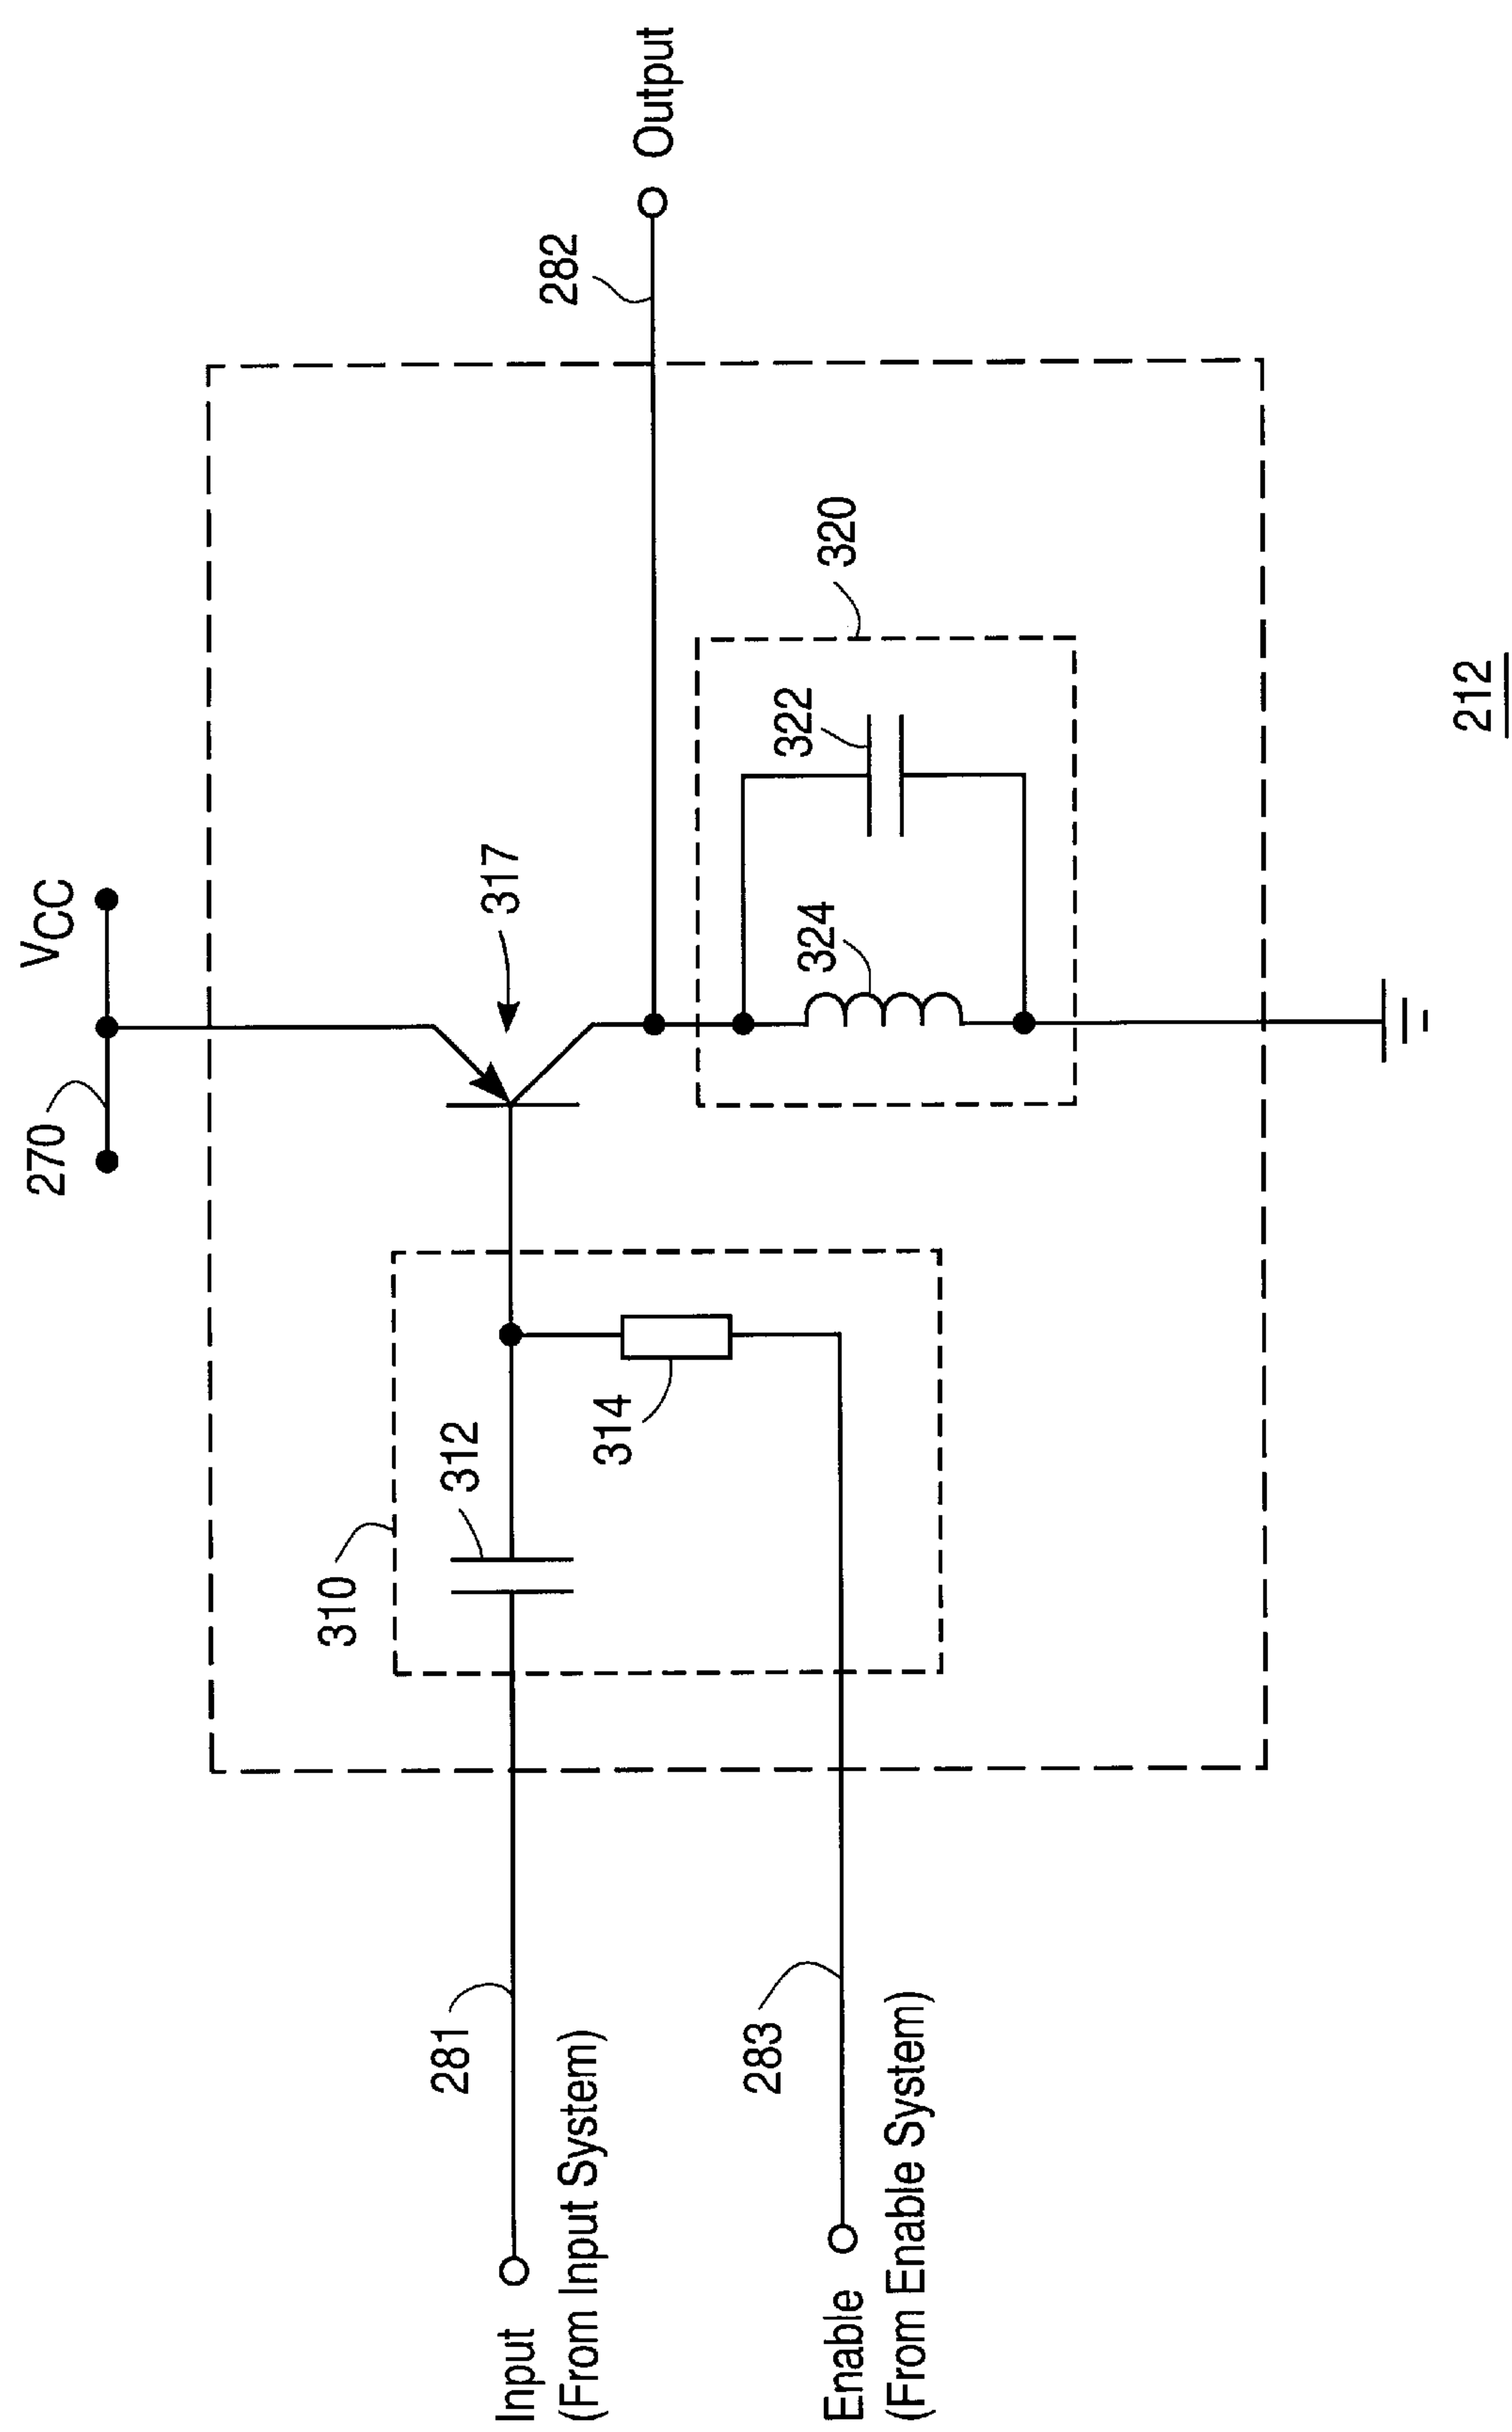 VCC
270
317
282
Output
320
322
324
310
312
314
281
Input
(From Input System)
283
Enable
(From Enable System)
212